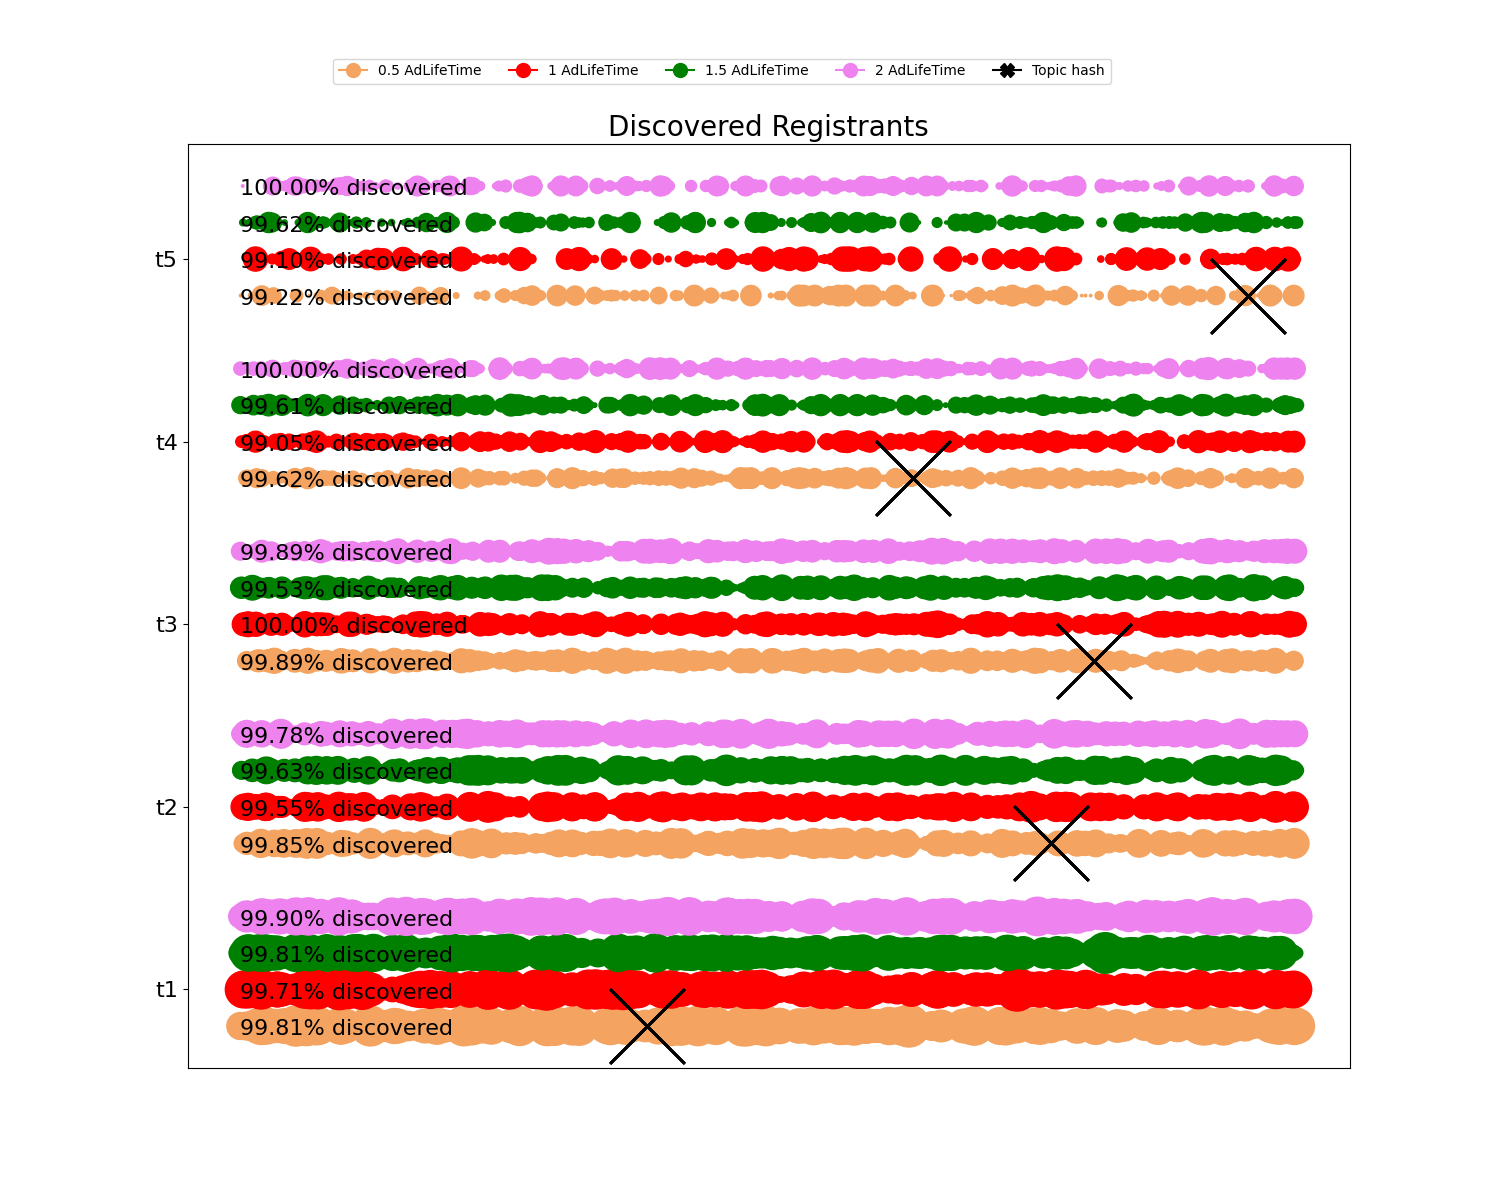 0.5 AdLifeTime 1 AdLifeTime 1.5 AdLifeTime 2 AdLifeTime Topic hash
Discovered Registrants
100.00% discovered
99.62% discovered
t5
99.10% discovered
99.22% discovered
100.00% discovered
99.61% discovered
t4
99.05% discovered
99.62% discovered
99.89% discovered
99.53% discovered
t3
100.00% discovered
99.89% discovered
99.78% discovered
99.63% discovered
t2
99.55% discovered
99.85% discovered
99.90% discovered
99.81% discovered
t1
99.71% discovered
99.81% discovered